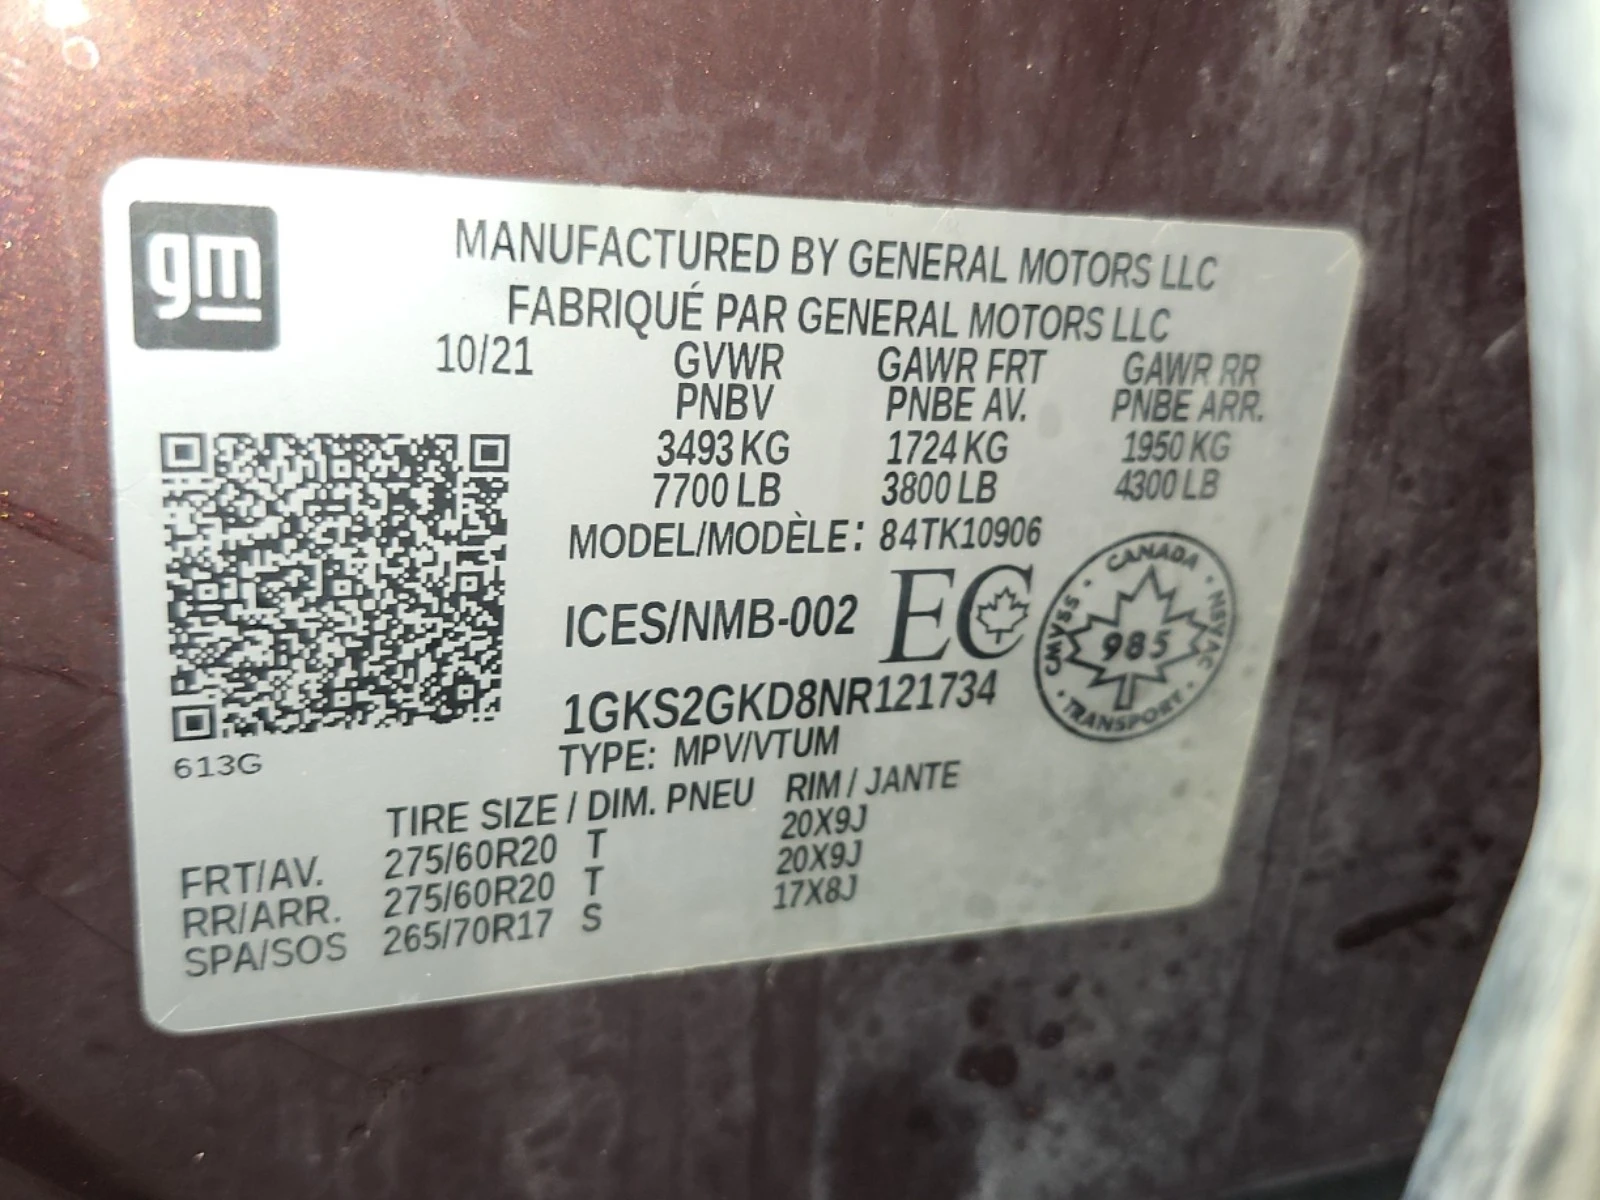 gm
MANUFACTURED BY GENERAL MOTORS LLC
FABRIQUÉ PAR GENERAL MOTORS LLC
10/21 GVWR GAWR FRT GAWR RR
PNBV PNBE AV. PNBE ARR.
3493 KG 1724 KG 1950 KG
7700 LB 3800 LB 4300 LB
MODEL/MODÈLE: 84TK10906
ICES/NMB-002 EC
CANADA · NSVAC · TRANSPORT · CMVSS ·
985
1GKS2GKD8NR121734
613G
TYPE: MPV/VTUM
TIRE SIZE / DIM. PNEU RIM / JANTE
FRT/AV. 275/60R20 T 20X9J
RR/ARR. 275/60R20 T 20X9J
SPA/SOS 265/70R17 S 17X8J